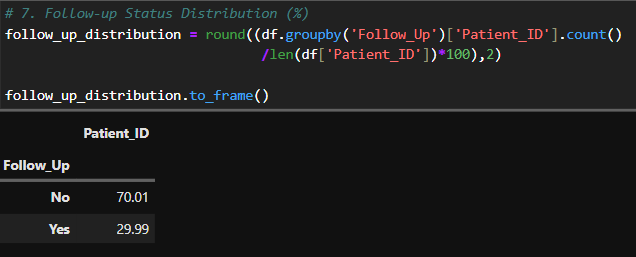 # 7. Follow-up Status Distribution (%)
follow_up_distribution = round((df.groupby('Follow_Up')['Patient_ID'].count()
/len(df['Patient_ID'])*100),2)
follow_up_distribution.to_frame()
Patient_ID
Follow_Up
No 70.01
Yes 29.99